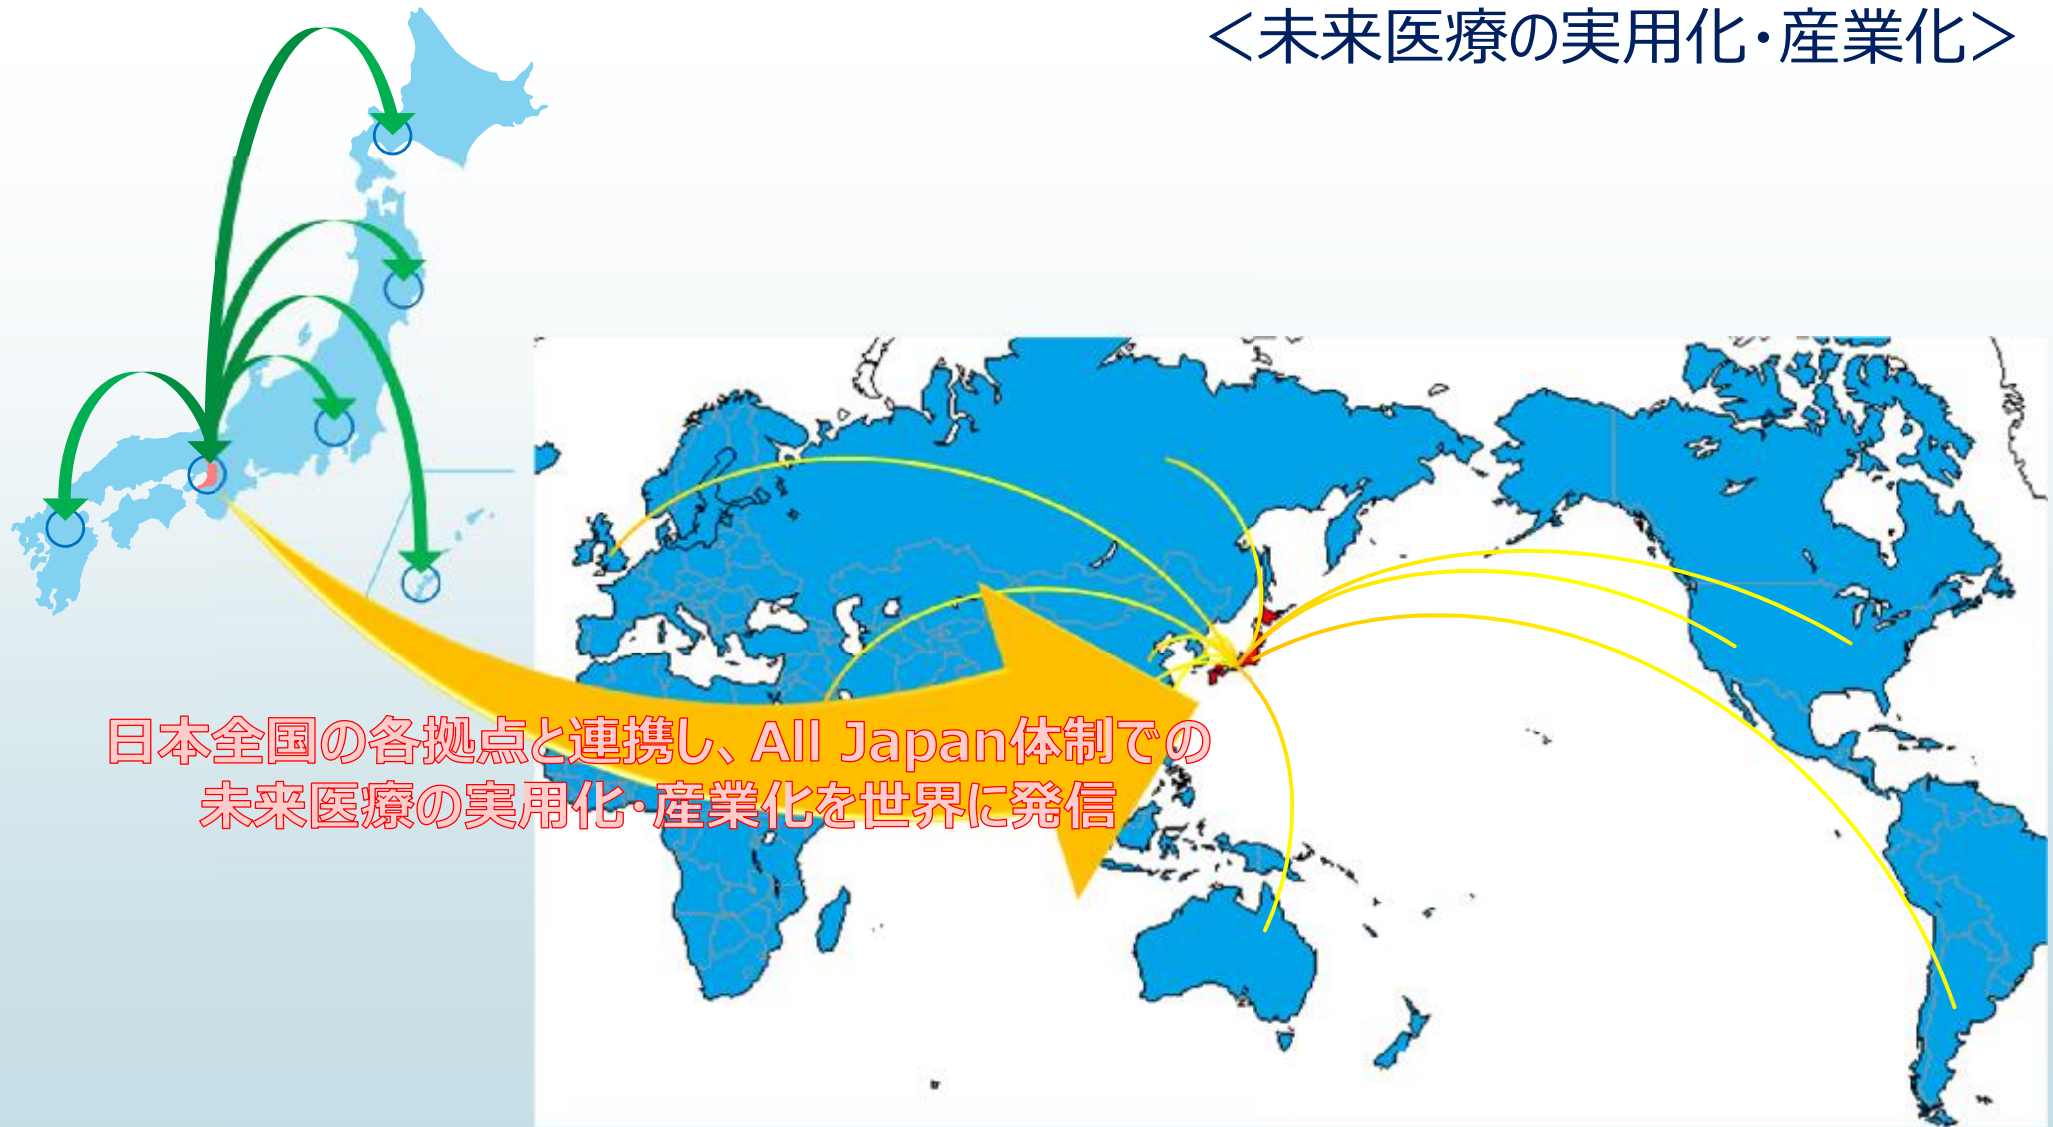 ＜未来医療の実用化・産業化＞
日本全国の各拠点と連携し、All Japan体制での
未来医療の実用化・産業化を世界に発信